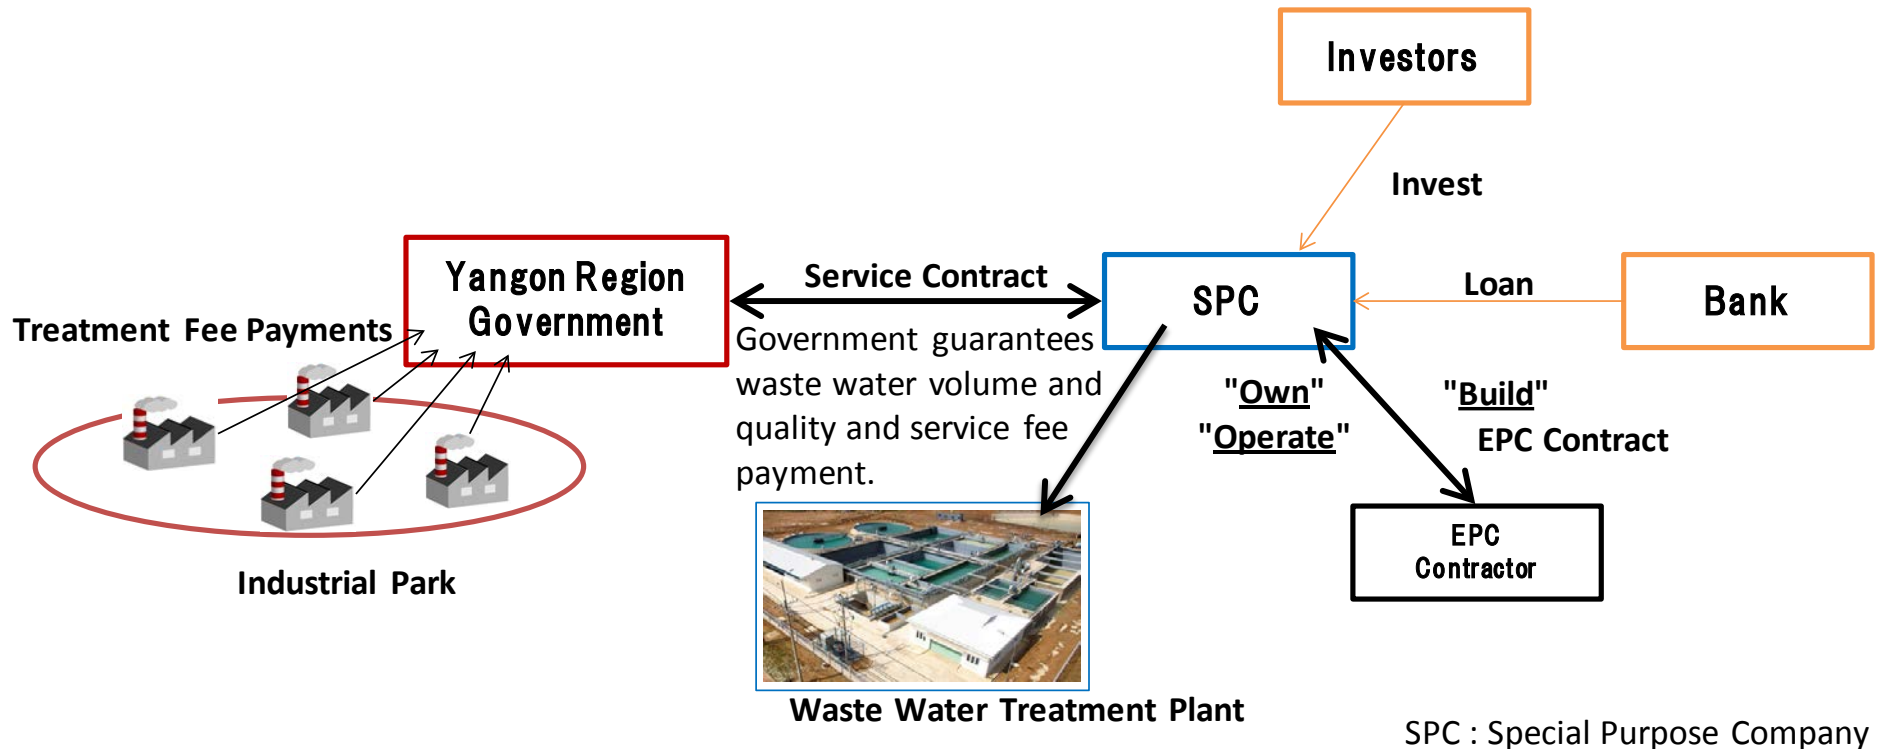 Investors
Invest
Yangon Region
Government
Service Contract
SPC
Loan
Bank
Treatment Fee Payments
Government guarantees
waste water volume and
quality and service fee
payment.
"Own"
"Operate"
"Build"
EPC Contract
EPC
Contractor
Industrial Park
Waste Water Treatment Plant
SPC : Special Purpose Company